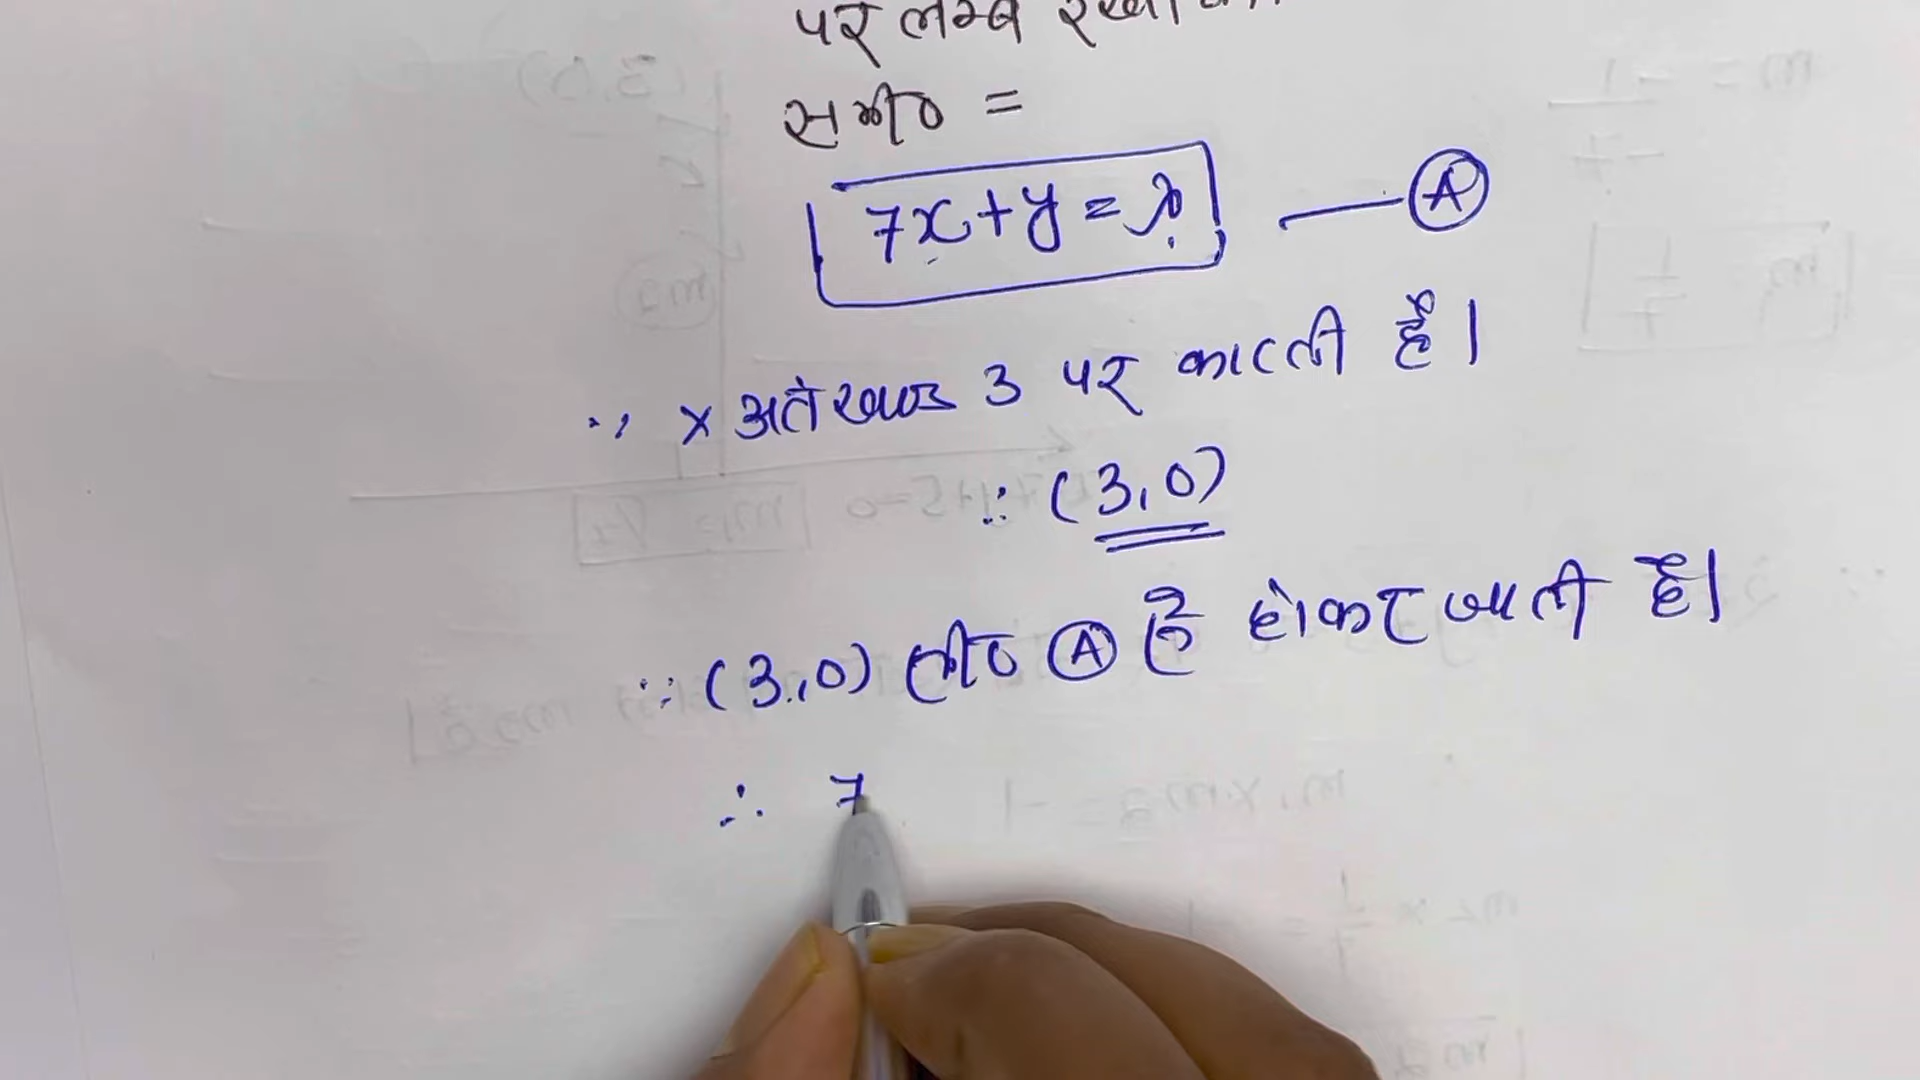 पर लम्ब रेखा का
समी० =
7x+y=λ — A
∵ x अंतः खण्ड 3 पर काटती है।
∴ (3,0)
∵ (3,0) समी० A से होकर जाती है।
∴ 7